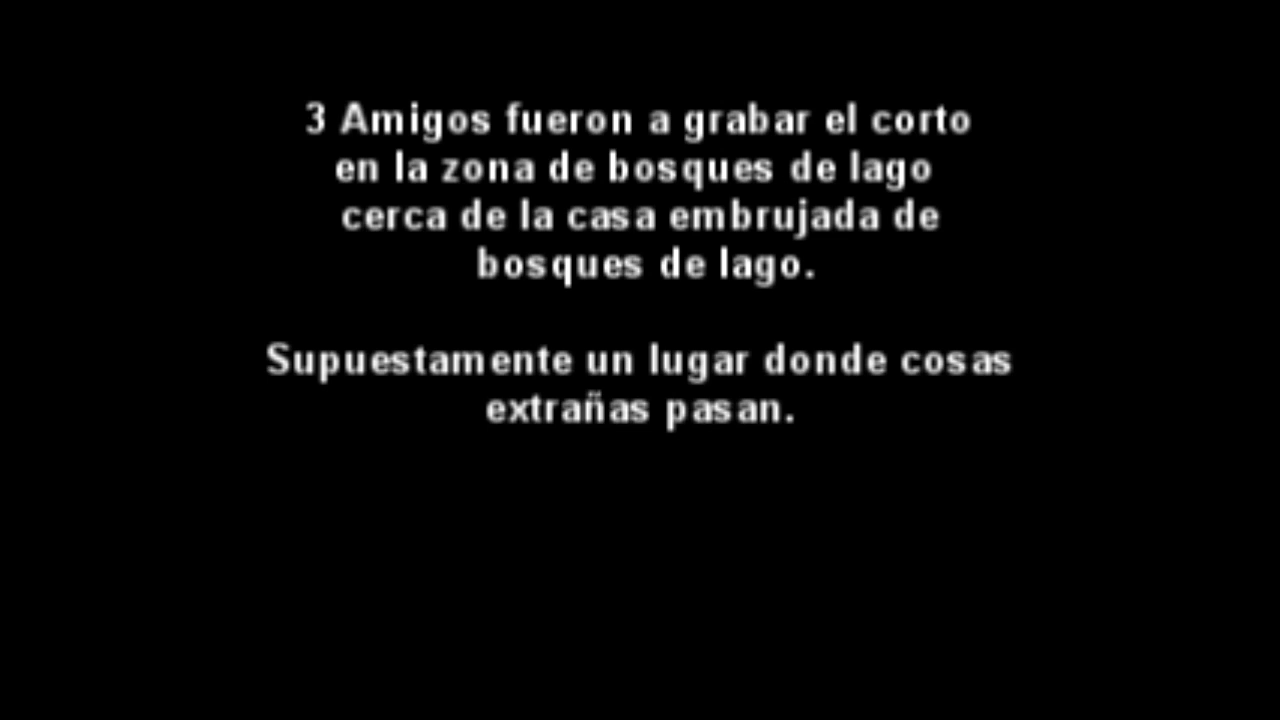 3 Amigos fueron a grabar el corto
en la zona de bosques de lago
cerca de la casa embrujada de
bosques de lago.
Supuestamente un lugar donde cosas
extrañas pasan.